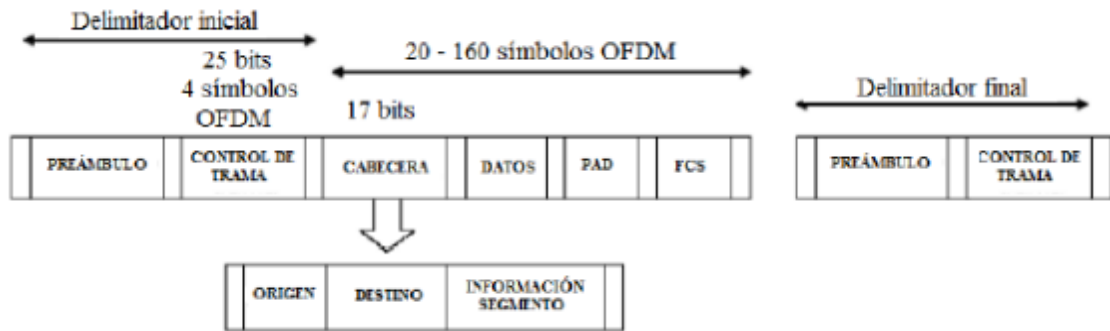 Delimitador inicial
25 bits
4 símbolos
OFDM
20 - 160 símbolos OFDM
17 bits
Delimitador final
PREÁMBULO
CONTROL DE
TRAMA
CABECERA
DATOS
PAD
FCS
PREÁMBULO
CONTROL DE
TRAMA
ORIGEN
DESTINO
INFORMACIÓN
SEGMENTO